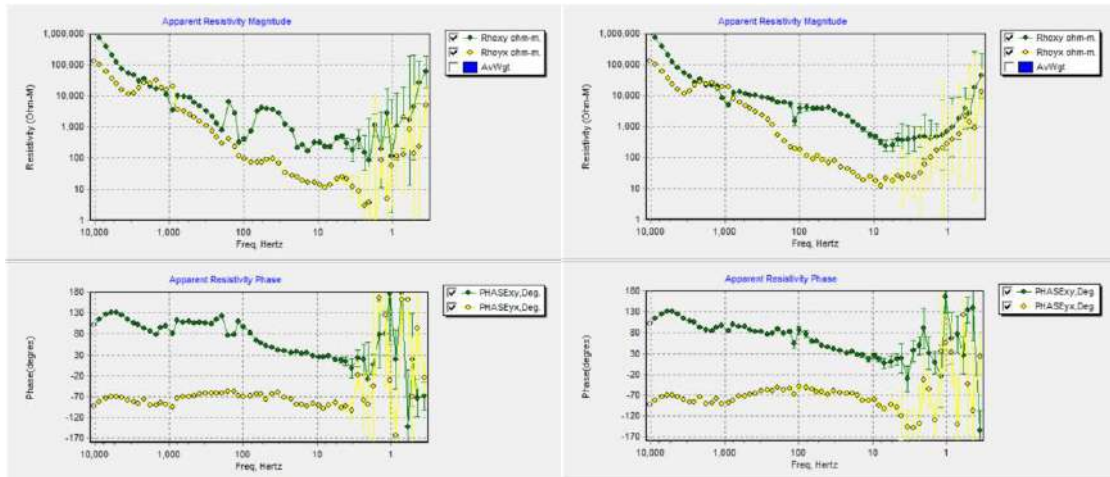 Apparent Resistivity Magnitude
1,000,000
100,000
10,000
1,000
100
10
1
Resistivity (Ohm-M)
10,000 1,000 100 10 1
Freq, Hertz
Rhoxy ohm-m.
Rhoyx ohm-m.
AvWgt
Apparent Resistivity Phase
180
130
80
30
-20
-70
-120
-170
Phase(degres)
10,000 1,000 100 10 1
Freq, Hertz
PHASExy,Deg.
PHASEyx,Deg.
Apparent Resistivity Magnitude
1,000,000
100,000
10,000
1,900
100
10
1
Resistivity (Ohm-M)
10,000 1,000 100 10 1
Freq, Hertz
Rhoxy ohm-m.
Rhoyx ohm-m.
AvWgt
Apparent Resistivity Phase
180
130
80
30
-20
-70
-120
-170
Phase(degres)
10,000 1,000 100 10 1
Freq, Hertz
PHASExy,Deg
PHASEyx,Deg